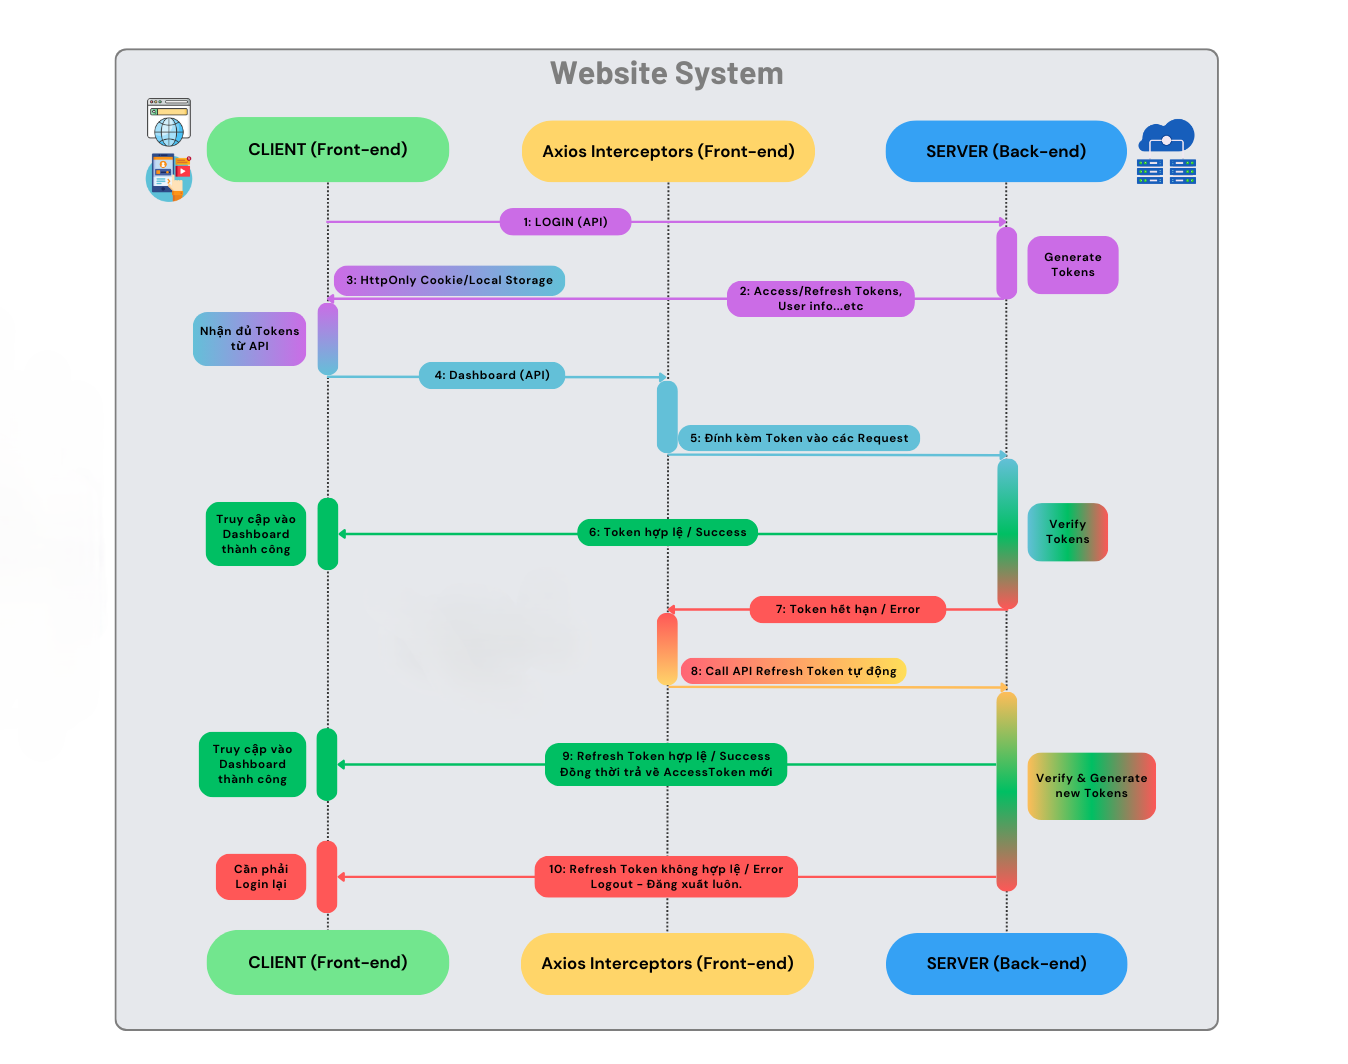 Website System
CLIENT (Front-end)
Axios Interceptors (Front-end)
SERVER (Back-end)
1: LOGIN (API)
Generate
Tokens
3: HttpOnly Cookie/Local Storage
2: Access/Refresh Tokens,
User info...etc
Nhận đủ Tokens
từ API
4: Dashboard (API)
5: Đính kèm Token vào các Request
Truy cập vào
Dashboard
thành công
6: Token hợp lệ / Success
Verify
Tokens
7: Token hết hạn / Error
8: Call API Refresh Token tự động
Truy cập vào
Dashboard
thành công
9: Refresh Token hợp lệ / Success
Đồng thời trả về AccessToken mới
Verify & Generate
new Tokens
Cần phải
Login lại
10: Refresh Token không hợp lệ / Error
Logout - Đăng xuất luôn.
CLIENT (Front-end)
Axios Interceptors (Front-end)
SERVER (Back-end)